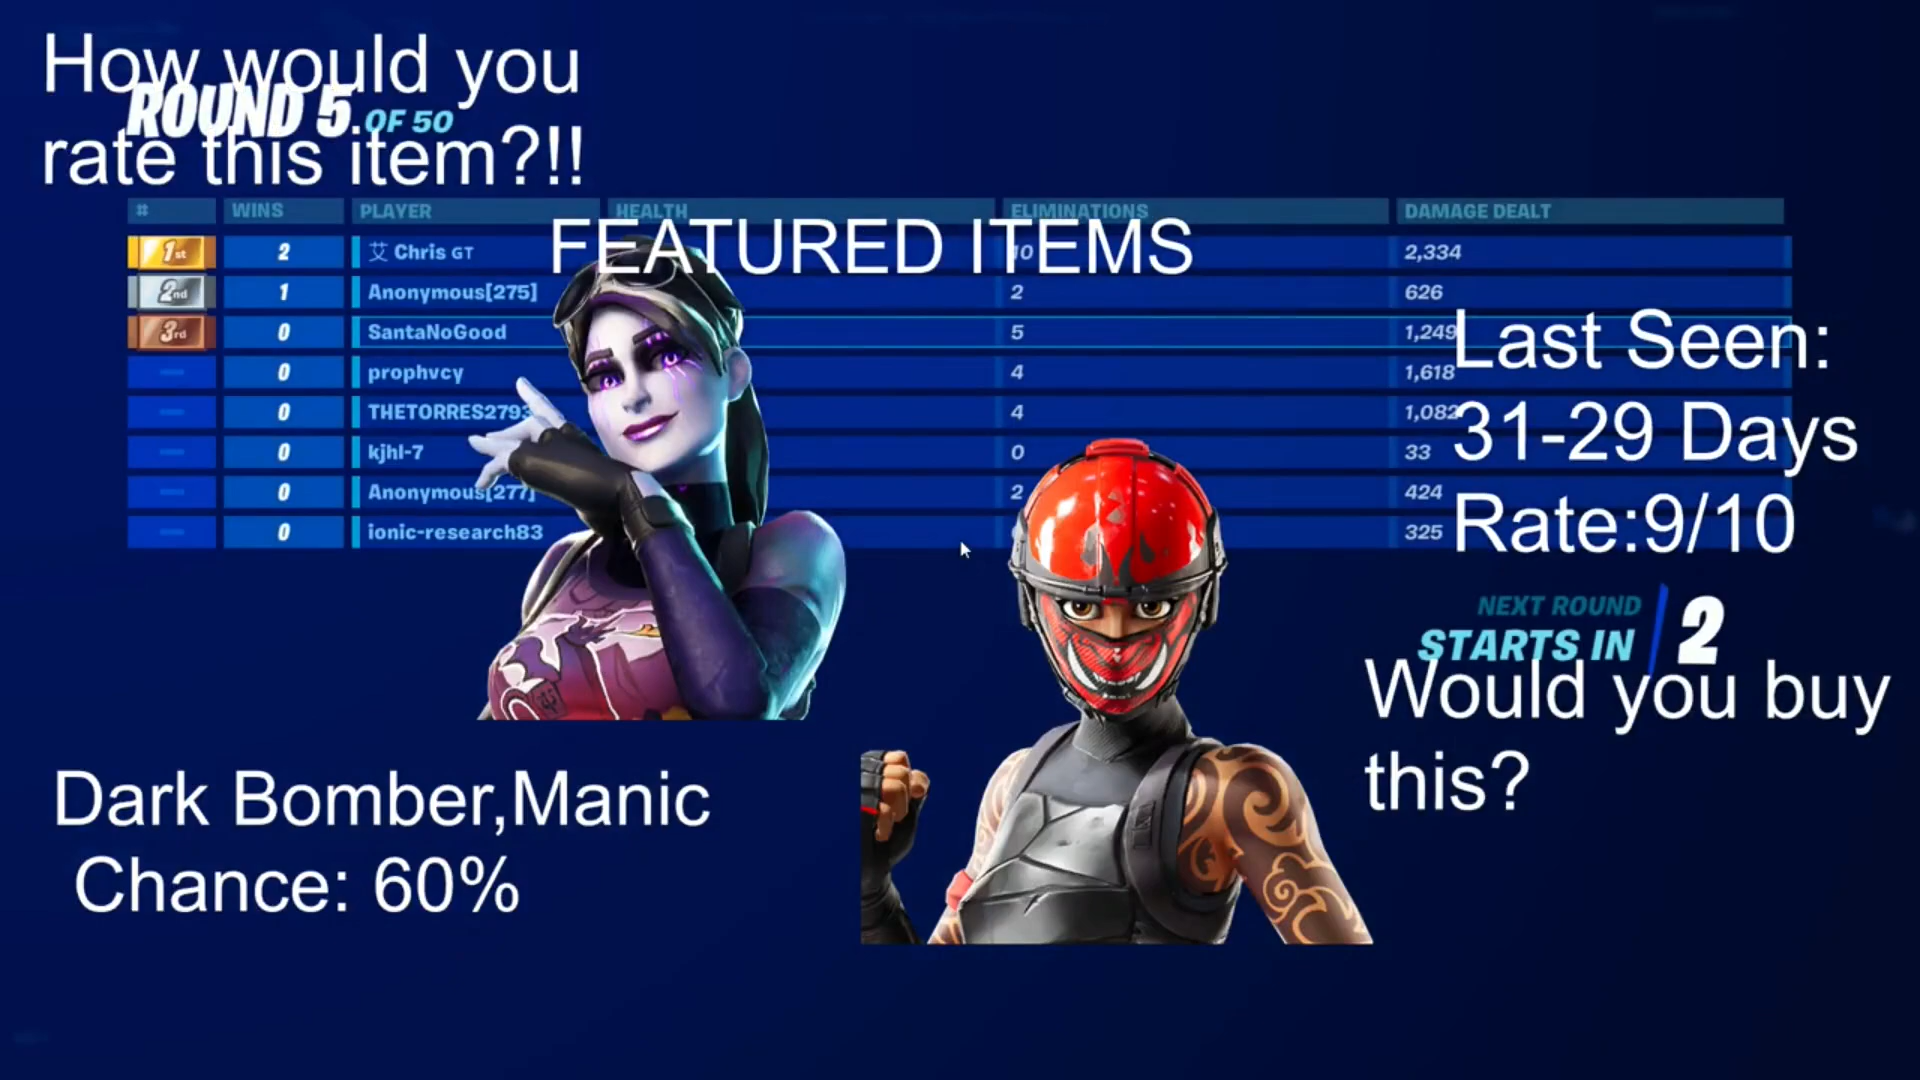 How would you
ROUND 5 OF 50
rate this item?!!
# WINS PLAYER HEALTH ELIMINATIONS DAMAGE DEALT
FEATURED ITEMS
1st 2 艾 Chris GT 10 2,334
2nd 1 Anonymous[275] 2 626
3rd 0 SantaNoGood 5 1,249
0 prophvcy 4 1,618
0 THETORRES2793 4 1,082
0 kjhl-7 0 33
0 Anonymous[277] 2 424
0 ionic-research83 325
Last Seen:
31-29 Days
Rate:9/10
NEXT ROUND
STARTS IN 2
Would you buy
this?
Dark Bomber,Manic
Chance: 60%